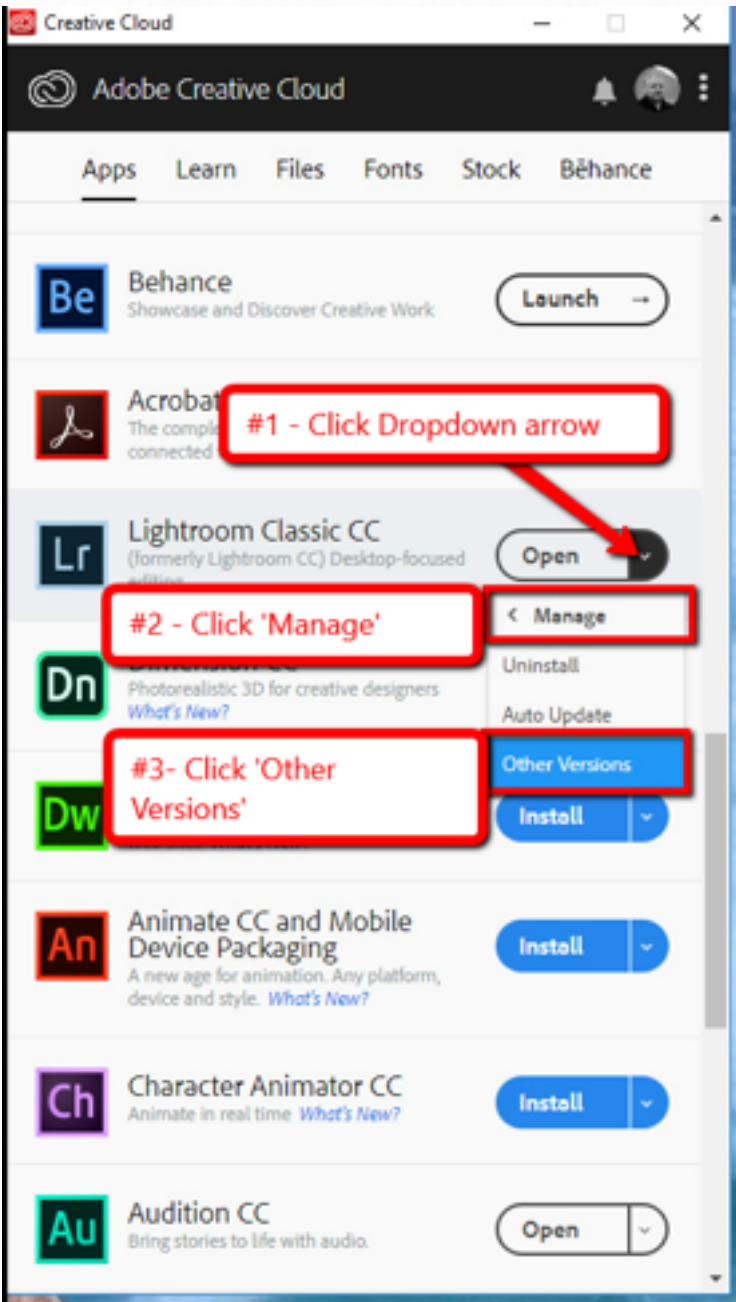 Creative Cloud
Adobe Creative Cloud
Apps Learn Files Fonts Stock Bēhance
Be
Behance
Showcase and Discover Creative Work
Launch →
Acrobat
The comple
connected
#1 - Click Dropdown arrow
Lr
Lightroom Classic CC
(formerly Lightroom CC) Desktop-focused
editing
Open
#2 - Click 'Manage'
< Manage
Uninstall
Auto Update
Other Versions
Dn
Dimension CC
Photorealistic 3D for creative designers
What's New?
#3- Click 'Other
Versions'
Dw
Install
An
Animate CC and Mobile
Device Packaging
A new age for animation. Any platform,
device and style. What's New?
Install
Ch
Character Animator CC
Animate in real time What's New?
Install
Au
Audition CC
Bring stories to life with audio.
Open